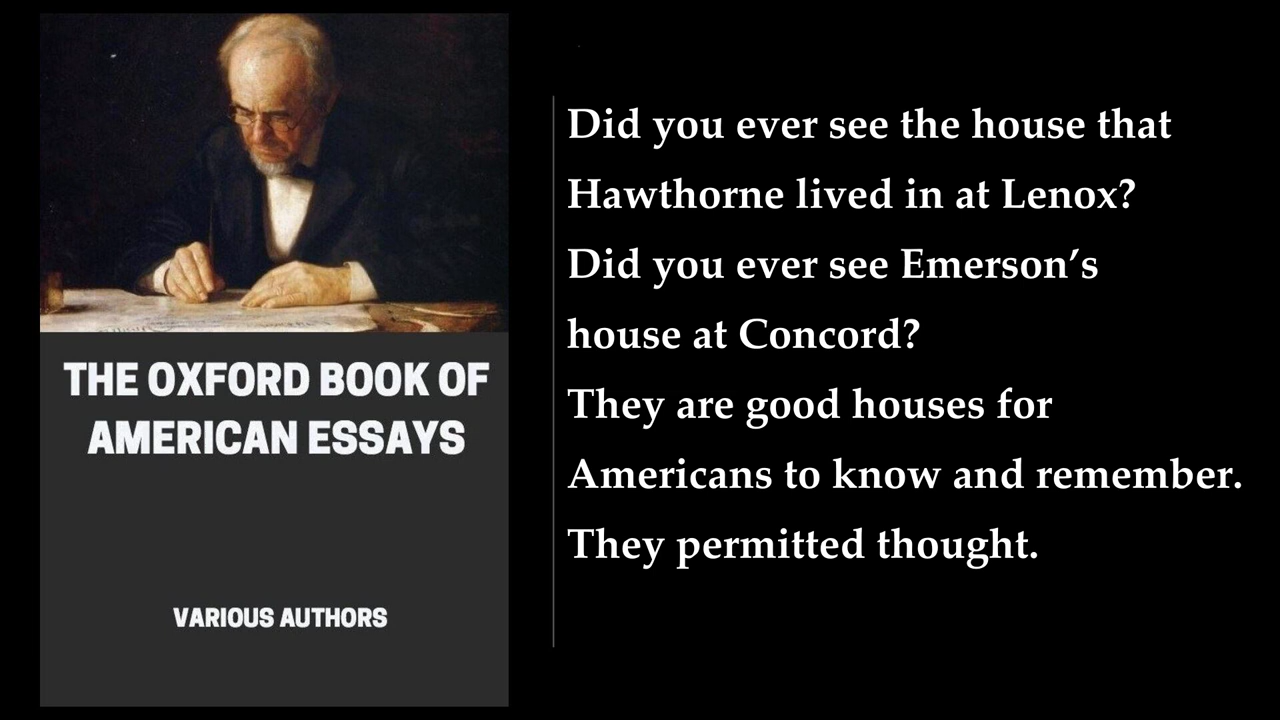 THE OXFORD BOOK OF
AMERICAN ESSAYS
VARIOUS AUTHORS
Did you ever see the house that
Hawthorne lived in at Lenox?
Did you ever see Emerson’s
house at Concord?
They are good houses for
Americans to know and remember.
They permitted thought.